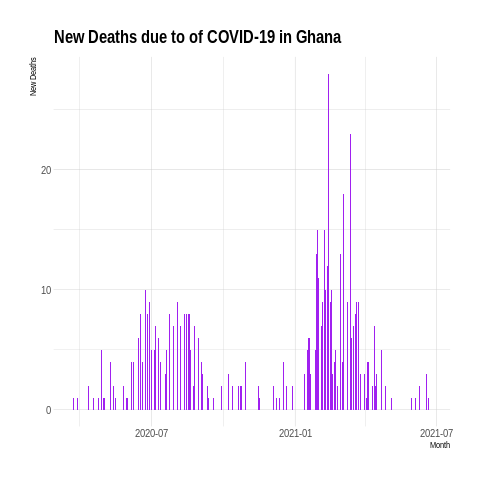 New Deaths due to of COVID-19 in Ghana
New Deaths
20
10
0
2020-07
2021-01
2021-07
Month